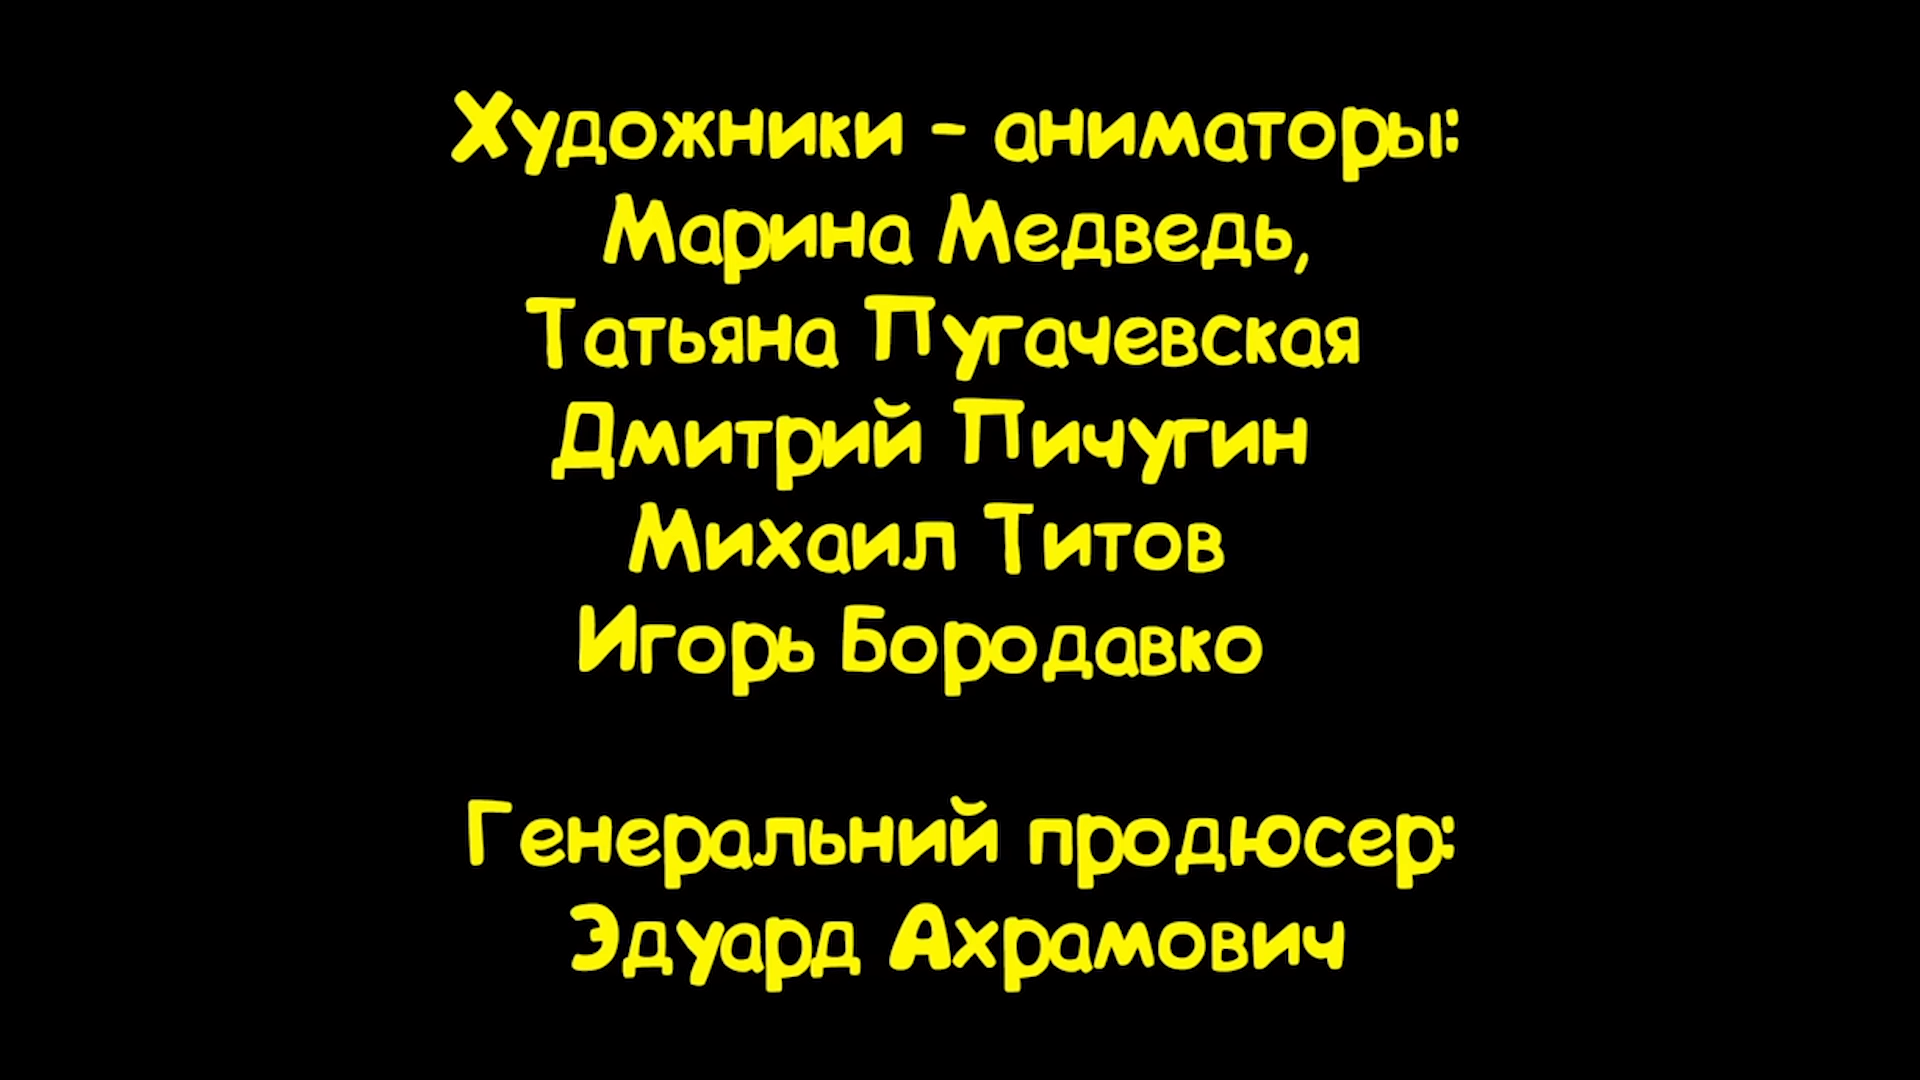 Художники - аниматоры:
Марина Медведь,
Татьяна Пугачевская
Дмитрий Пичугин
Михаил Титов
Игорь Бородавко
Генеральний продюсер:
Эдуард Ахрамович